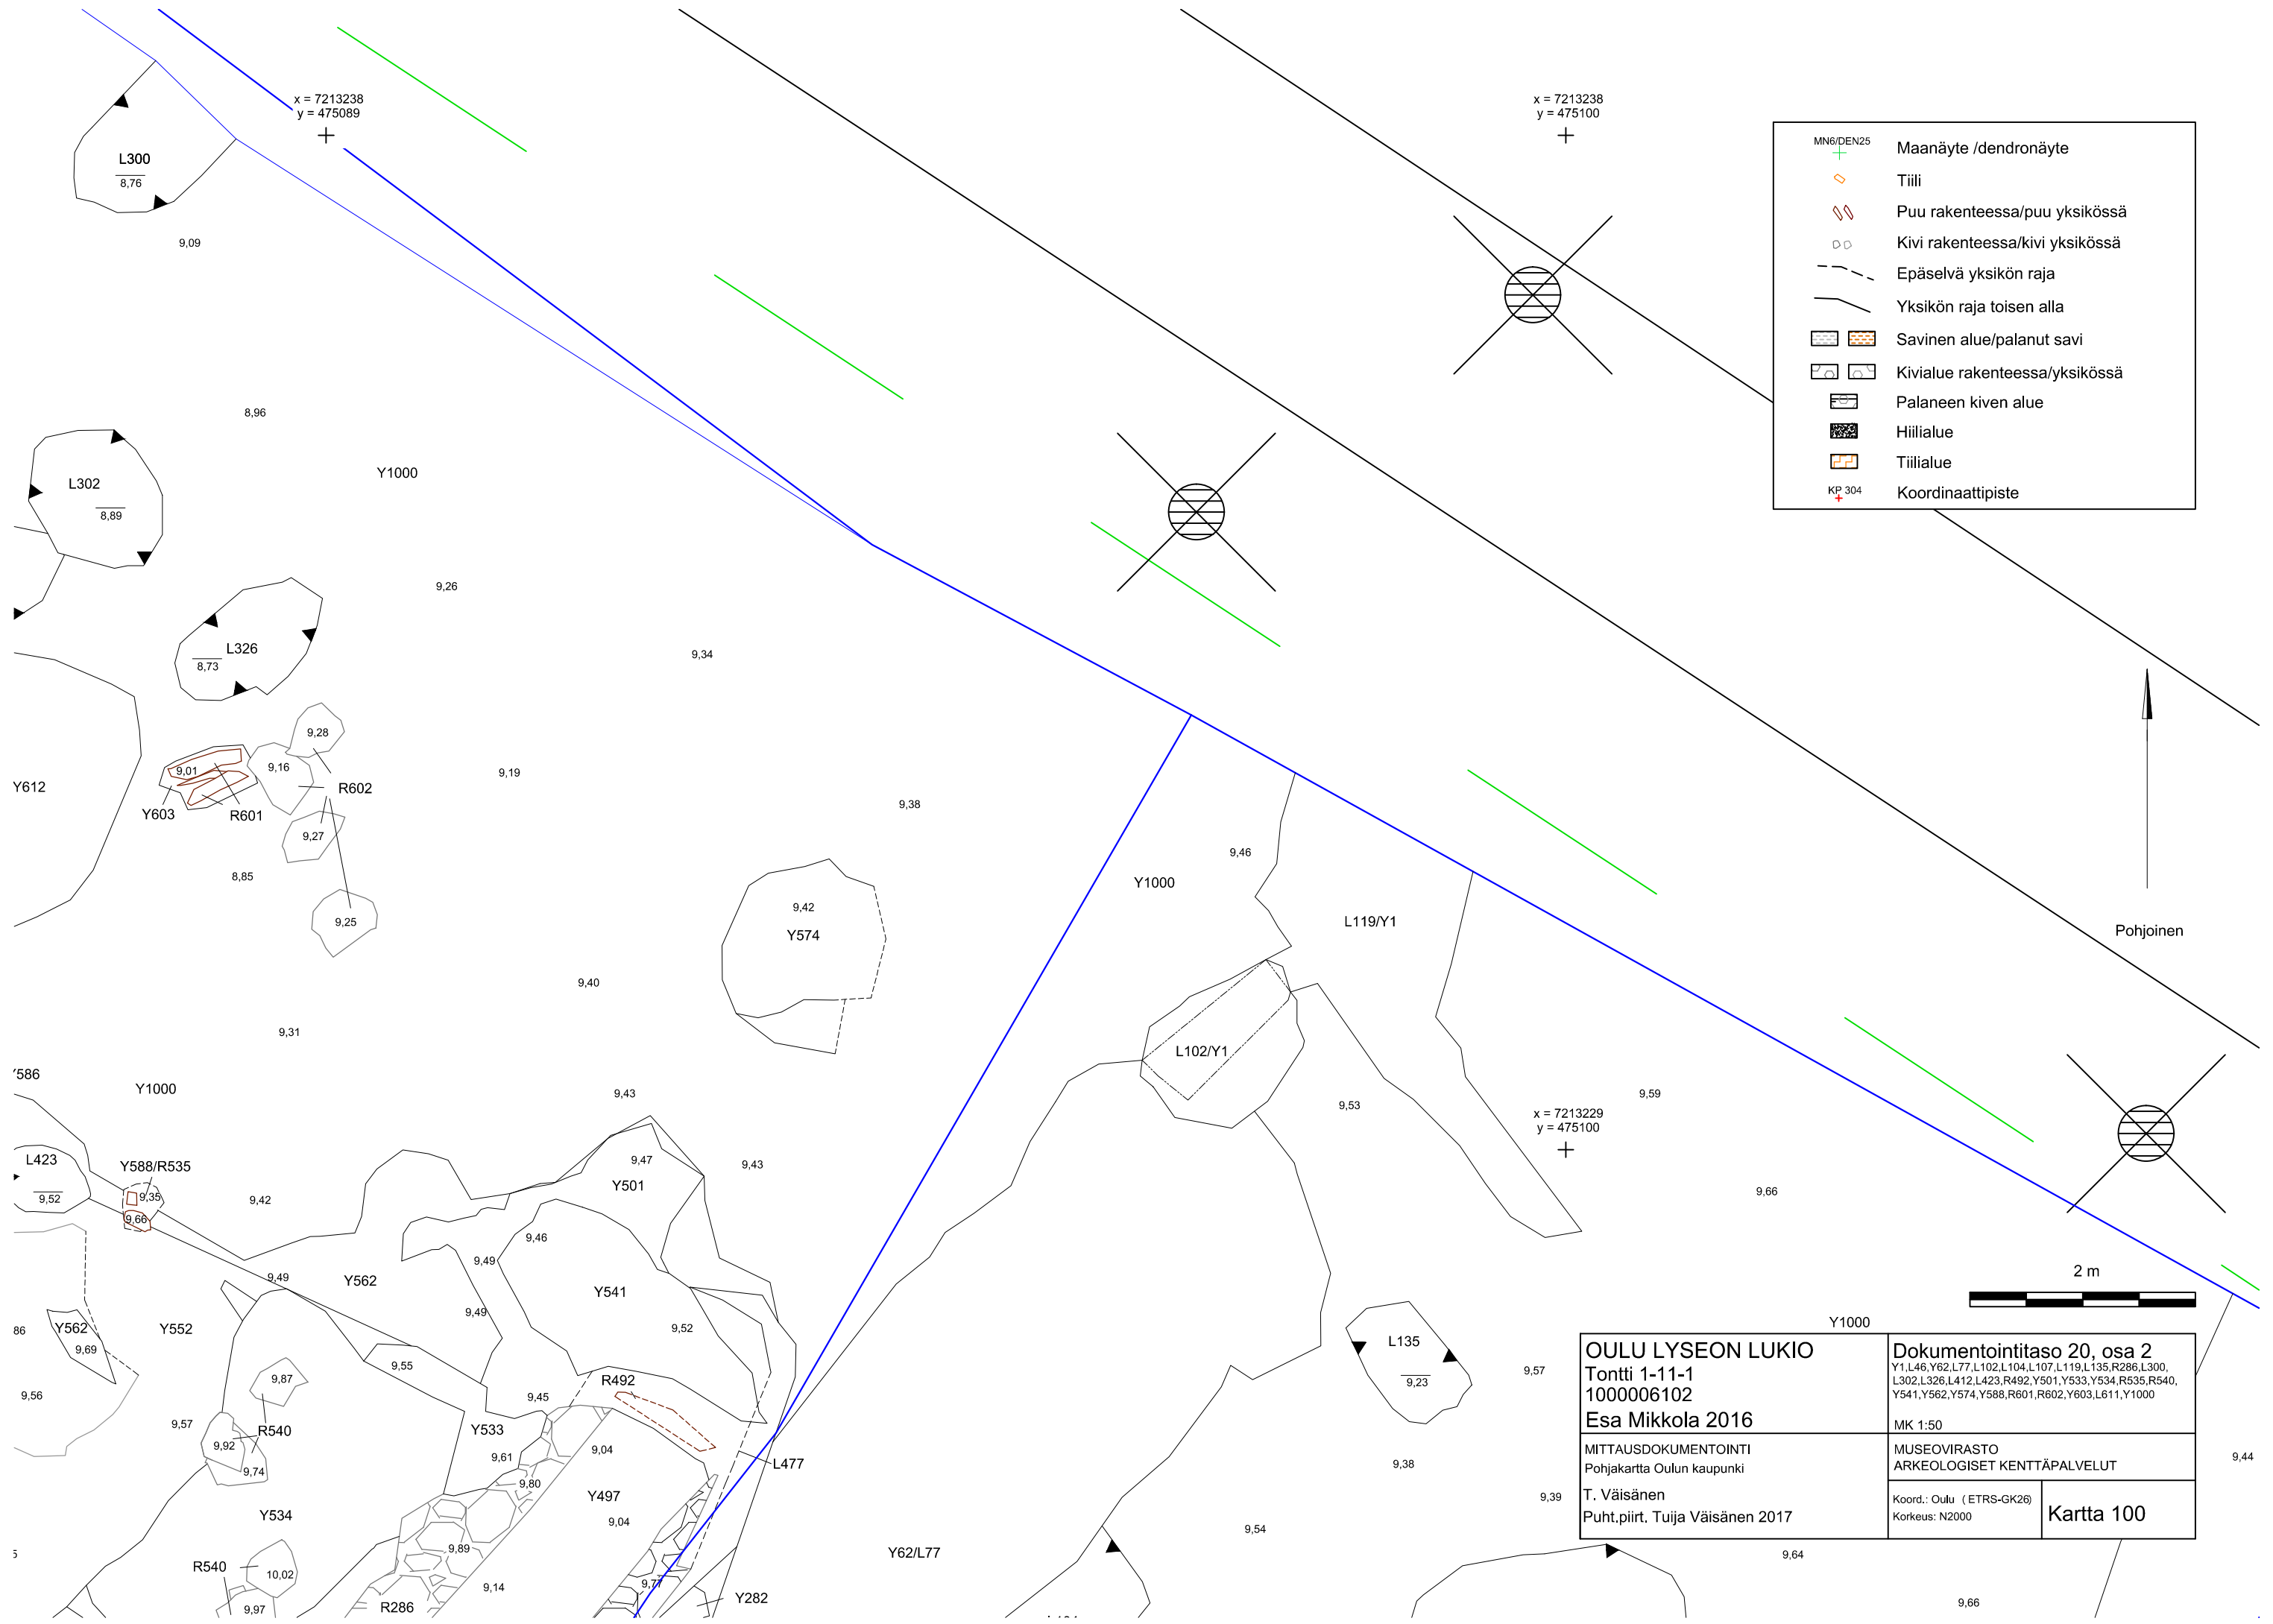 x = 7213238
y = 475089
x = 7213238
y = 475100
L300
8,76
9,09
MN6/DEN25
Maanäyte /dendronäyte
Tiili
Puu rakenteessa/puu yksikössä
Kivi rakenteessa/kivi yksikössä
Epäselvä yksikön raja
Yksikön raja toisen alla
Savinen alue/palanut savi
Kivialue rakenteessa/yksikössä
Palaneen kiven alue
Hiilialue
Tiilialue
KP 304
Koordinaattipiste
8,96
Y1000
L302
8,89
9,26
L326
8,73
9,34
9,28
9,01
9,16
9,19
R602
Y612
Y603
R601
9,38
9,27
8,85
9,46
Y1000
9,25
9,42
Y574
L119/Y1
Pohjoinen
9,40
9,31
L102/Y1
Y586
Y1000
9,43
9,53
9,59
x = 7213229
y = 475100
L423
9,52
Y588/R535
9,35
9,66
9,42
9,47
Y501
9,43
9,66
9,46
9,49
9,49
Y562
Y541
9,49
9,52
2 m
Y1000
86
Y562
9,69
Y552
9,55
L135
9,23
9,57
9,56
9,87
R492
9,45
9,57
R540
9,92
9,74
Y533
9,61
9,04
9,80
L477
Y497
9,04
9,38
9,39
9,44
Y534
9,54
5
R540
10,02
9,97
9,89
9,14
R286
9,77
Y282
Y62/L77
9,64
9,66
OULU LYSEON LUKIO
Tontti 1-11-1
1000006102
Esa Mikkola 2016
Dokumentointitaso 20, osa 2
Y1,L46,Y62,L77,L102,L104,L107,L119,L135,R286,L300,
L302,L326,L412,L423,R492,Y501,Y533,Y534,R535,R540,
Y541,Y562,Y574,Y588,R601,R602,Y603,L611,Y1000
MK 1:50
MITTAUSDOKUMENTOINTI
Pohjakartta Oulun kaupunki
T. Väisänen
Puht.piirt. Tuija Väisänen 2017
MUSEOVIRASTO
ARKEOLOGISET KENTTÄPALVELUT
Koord.: Oulu ( ETRS-GK26)
Korkeus: N2000
Kartta 100